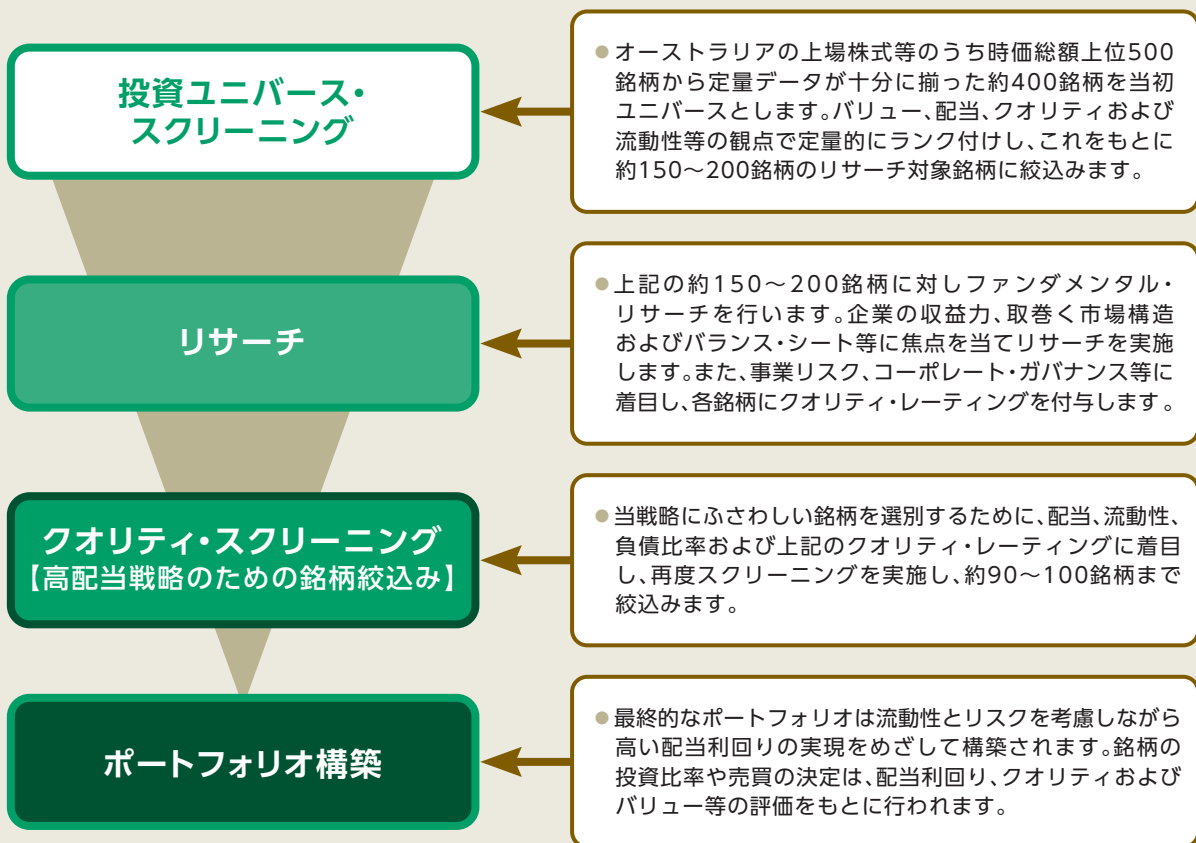 投資ユニバース・
スクリーニング
●オーストラリアの上場株式等のうち時価総額上位500
銘柄から定量データが十分に揃った約400銘柄を当初
ユニバースとします。バリュー、配当、クオリティおよび
流動性等の観点で定量的にランク付けし、これをもとに
約150～200銘柄のリサーチ対象銘柄に絞込みます。
リサーチ
●上記の約150～200銘柄に対しファンダメンタル・
リサーチを行います。企業の収益力、取巻く市場構造
およびバランス・シート等に焦点を当てリサーチを実施
します。また、事業リスク、コーポレート・ガバナンス等に
着目し、各銘柄にクオリティ・レーティングを付与します。
クオリティ・スクリーニング
【高配当戦略のための銘柄絞込み】
●当戦略にふさわしい銘柄を選別するために、配当、流動性、
負債比率および上記のクオリティ・レーティングに着目
し、再度スクリーニングを実施し、約90～100銘柄まで
絞込みます。
ポートフォリオ構築
●最終的なポートフォリオは流動性とリスクを考慮しながら
高い配当利回りの実現をめざして構築されます。銘柄の
投資比率や売買の決定は、配当利回り、クオリティおよび
バリュー等の評価をもとに行われます。